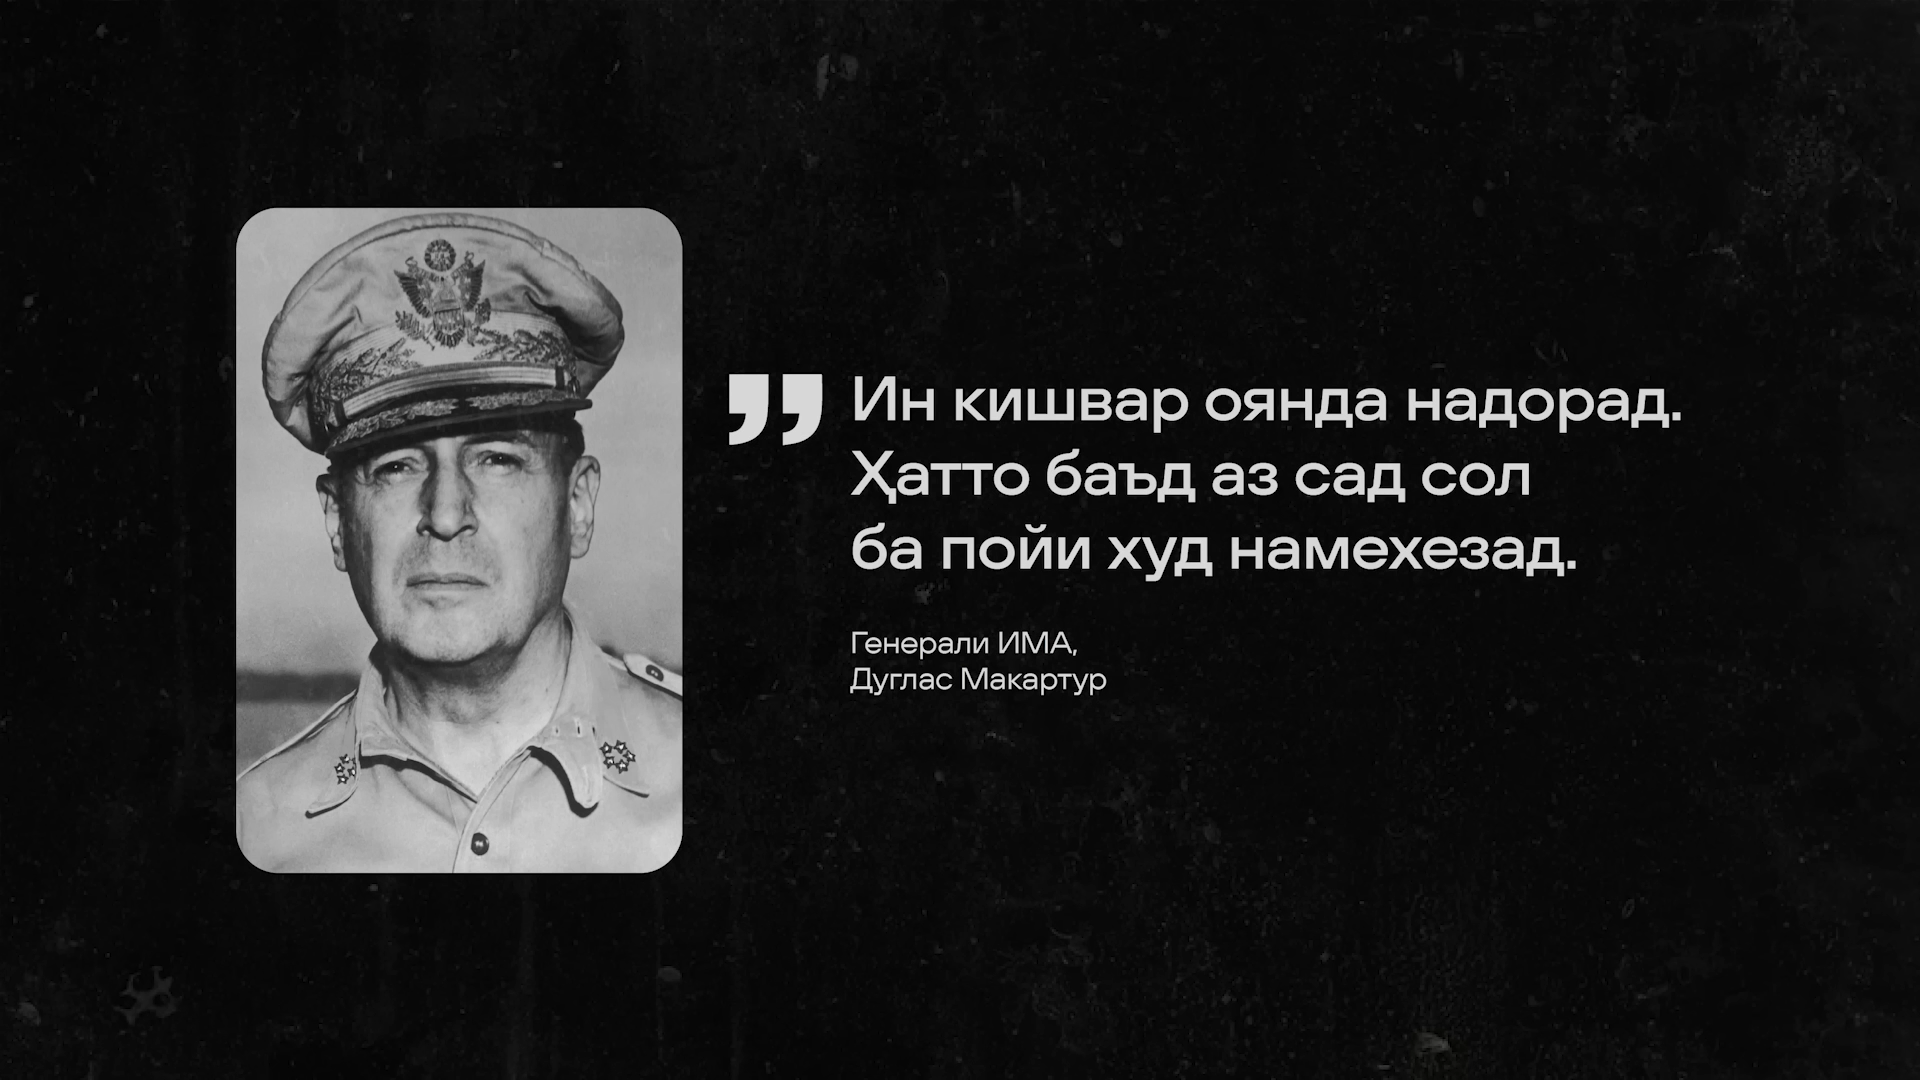 ” Ин кишвар оянда надорад.
Ҳатто баъд аз сад сол
ба пойи худ намехезад.
Генерали ИМА,
Дуглас Макартур